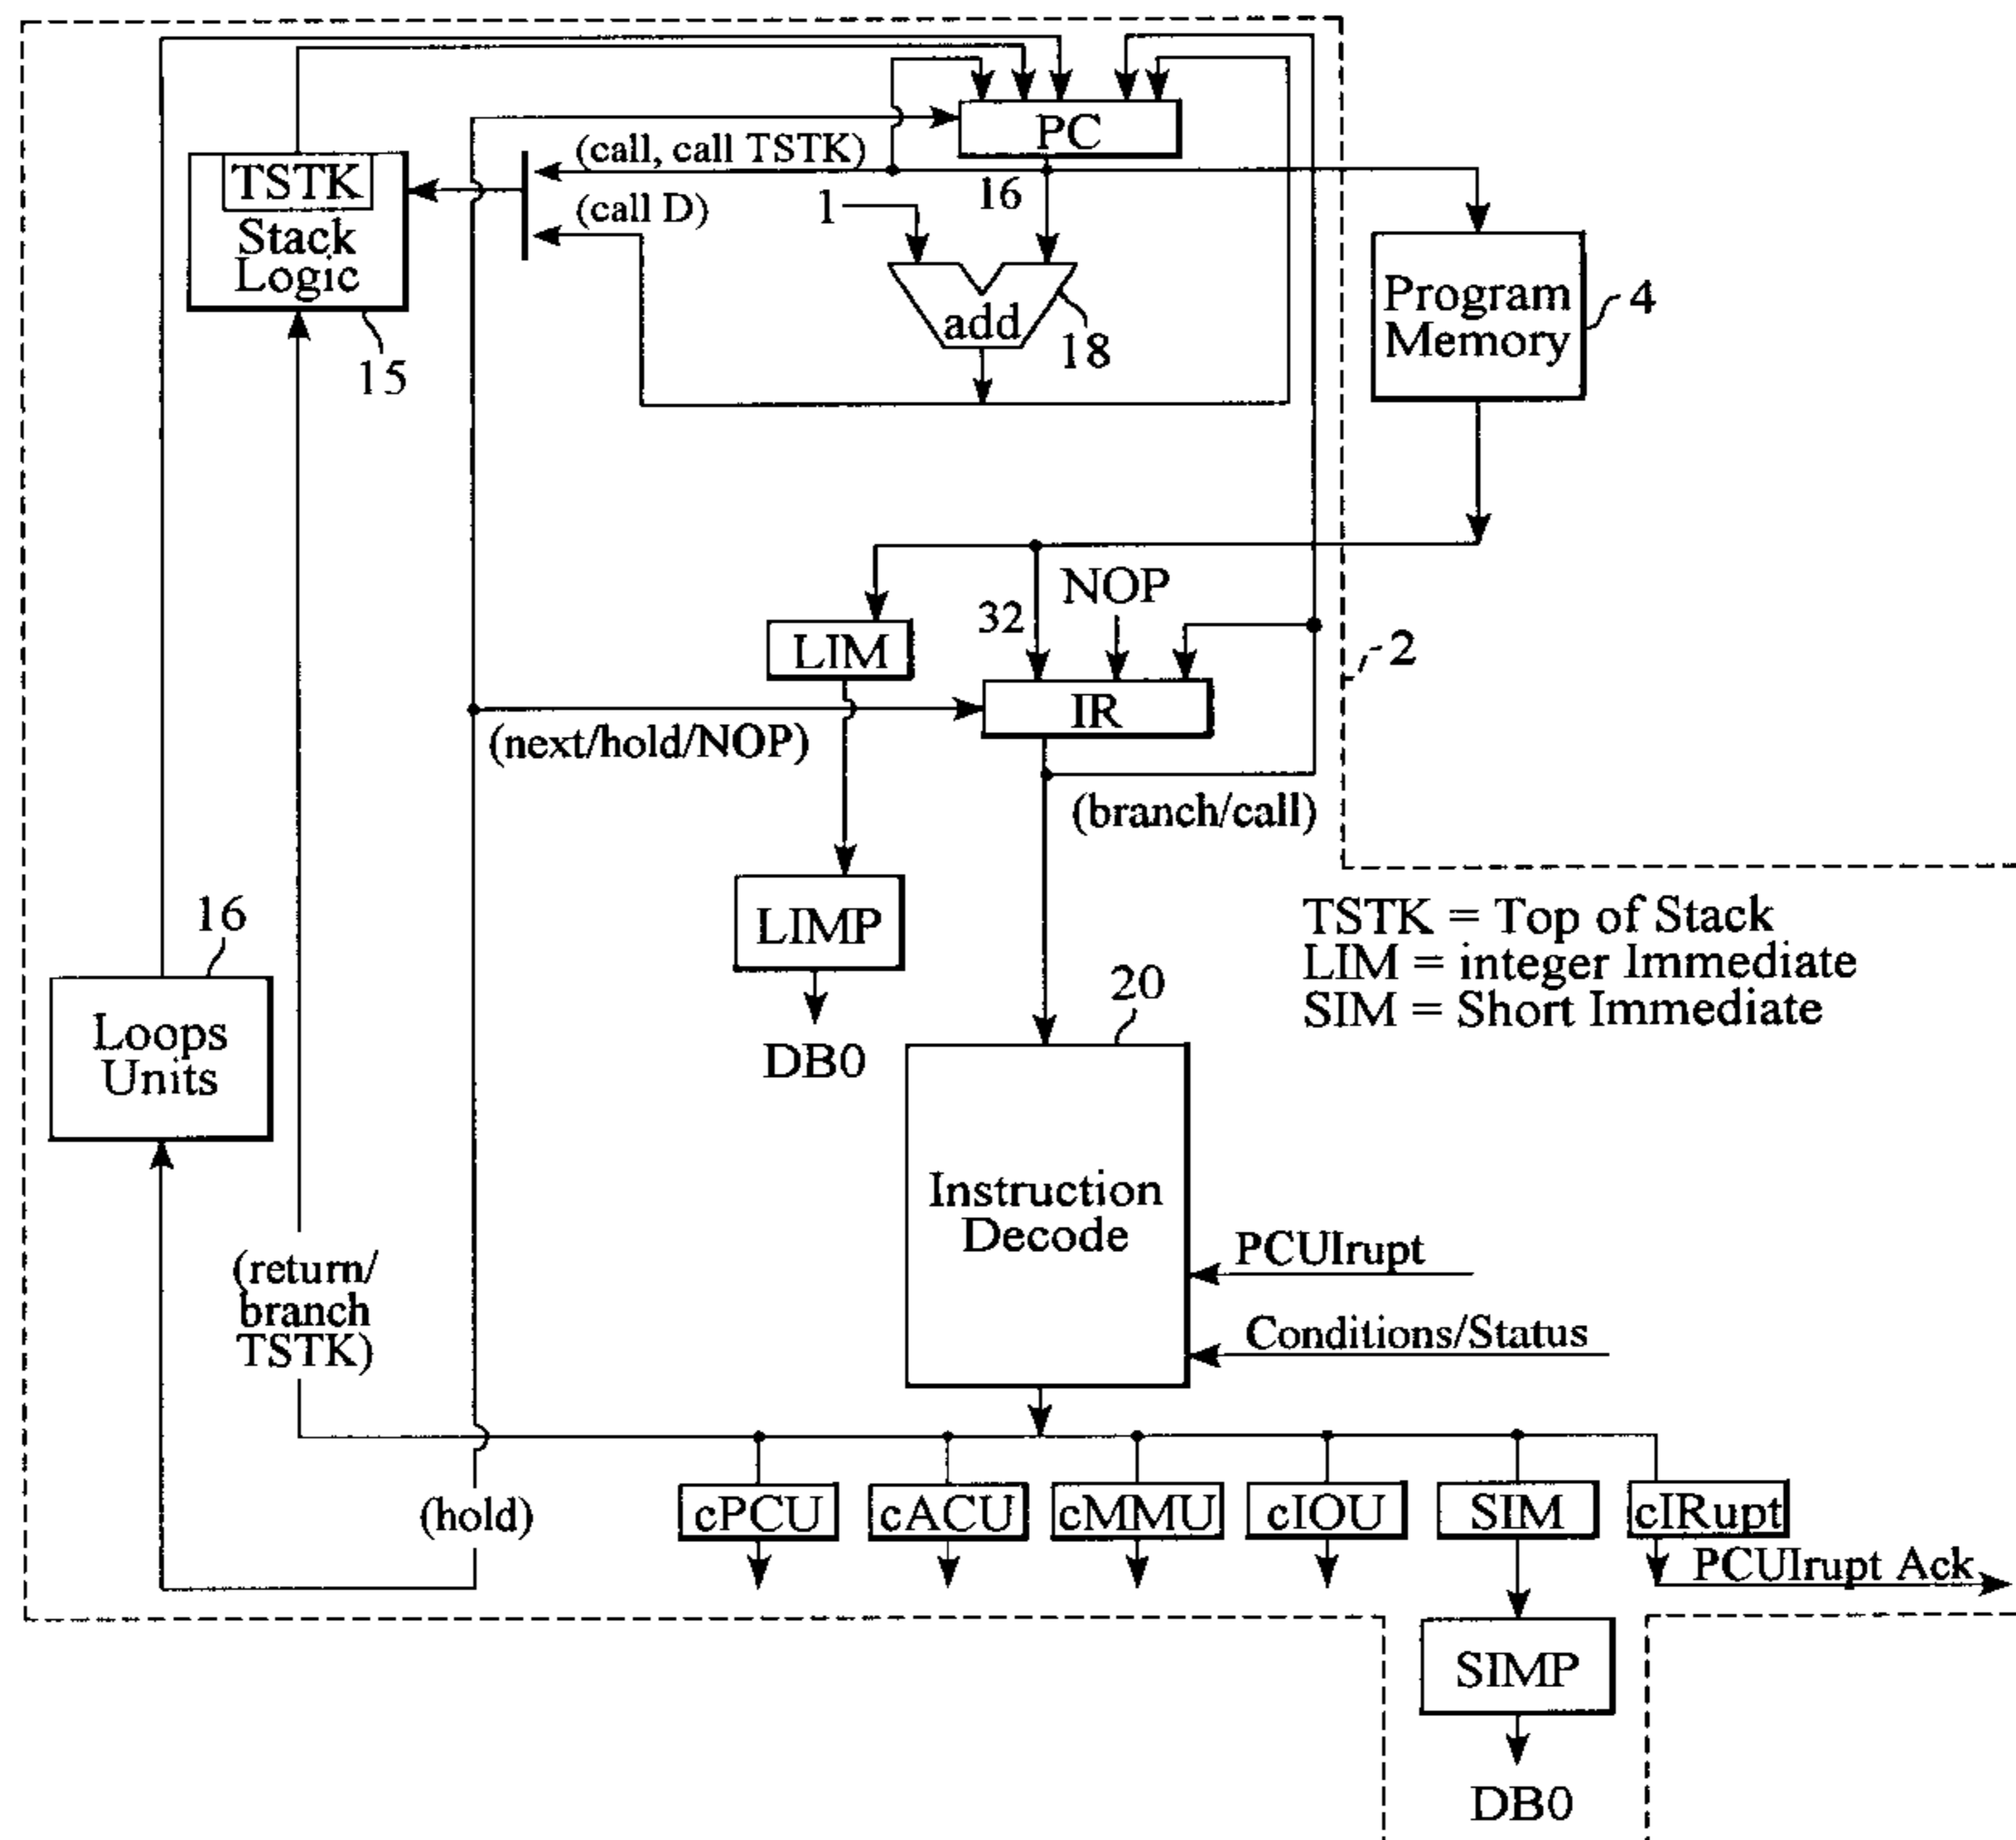 PC
(call, call TSTK)
TSTK
Stack
Logic
15
16
1
(call D)
add
18
Program
Memory
4
NOP
32
LIM
IR
2
(next/hold/NOP)
(branch/call)
LIMP
DB0
TSTK = Top of Stack
LIM = integer Immediate
SIM = Short Immediate
16
Loops
Units
20
Instruction
Decode
PCUIrupt
Conditions/Status
(return/
branch
TSTK)
(hold)
cPCU
cACU
cMMU
cIOU
SIM
cIRupt
PCUIrupt Ack
SIMP
DB0